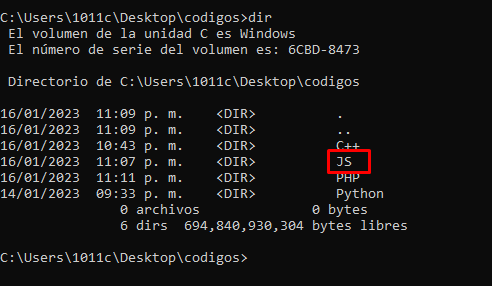 C:\Users\1011c\Desktop\codigos>dir
El volumen de la unidad C es Windows
El número de serie del volumen es: 6CBD-8473
Directorio de C:\Users\1011c\Desktop\codigos
16/01/2023  11:09 p. m.    <DIR>          .
16/01/2023  11:09 p. m.    <DIR>          ..
16/01/2023  10:43 p. m.    <DIR>          C++
16/01/2023  11:07 p. m.    <DIR>          JS
16/01/2023  11:11 p. m.    <DIR>          PHP
14/01/2023  09:33 p. m.    <DIR>          Python
0 archivos              0 bytes
6 dirs  694,840,930,304 bytes libres
C:\Users\1011c\Desktop\codigos>